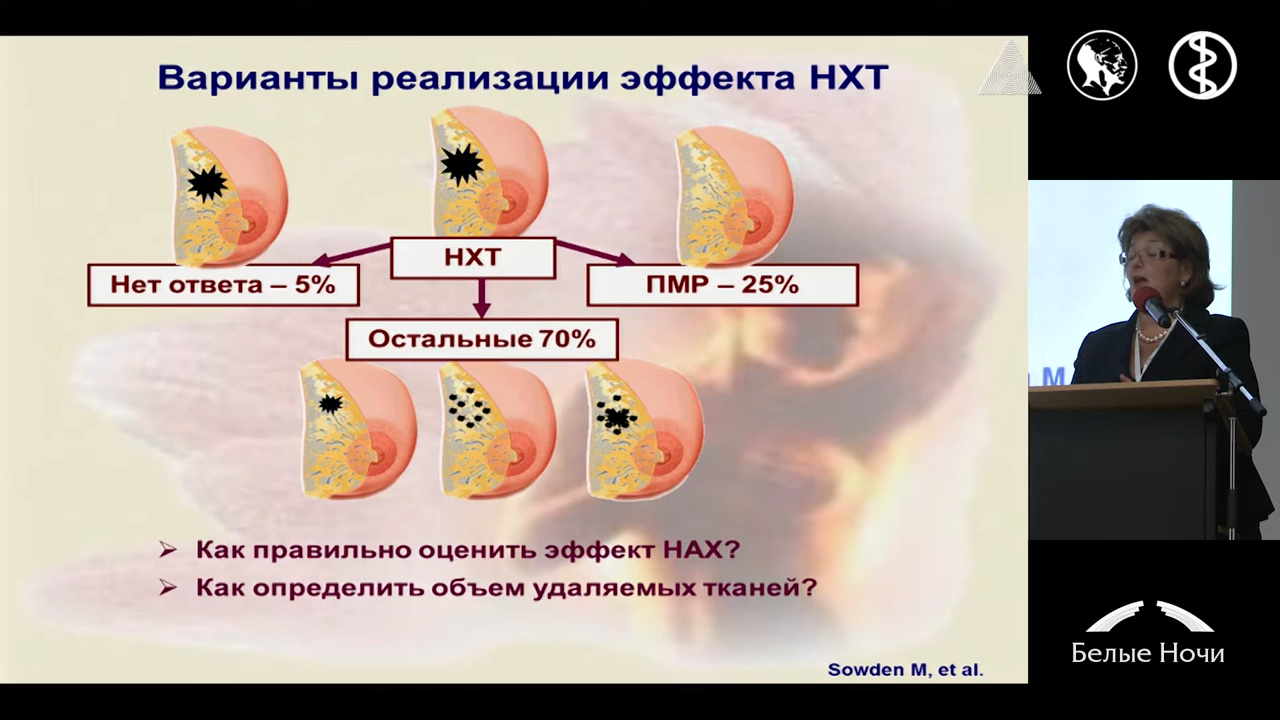 Варианты реализации эффекта НХТ
НХТ
Нет ответа – 5%
ПМР – 25%
Остальные 70%
Как правильно оценить эффект НАХ?
Как определить объем удаляемых тканей?
Sowden M, et al.
М
Белые Ночи